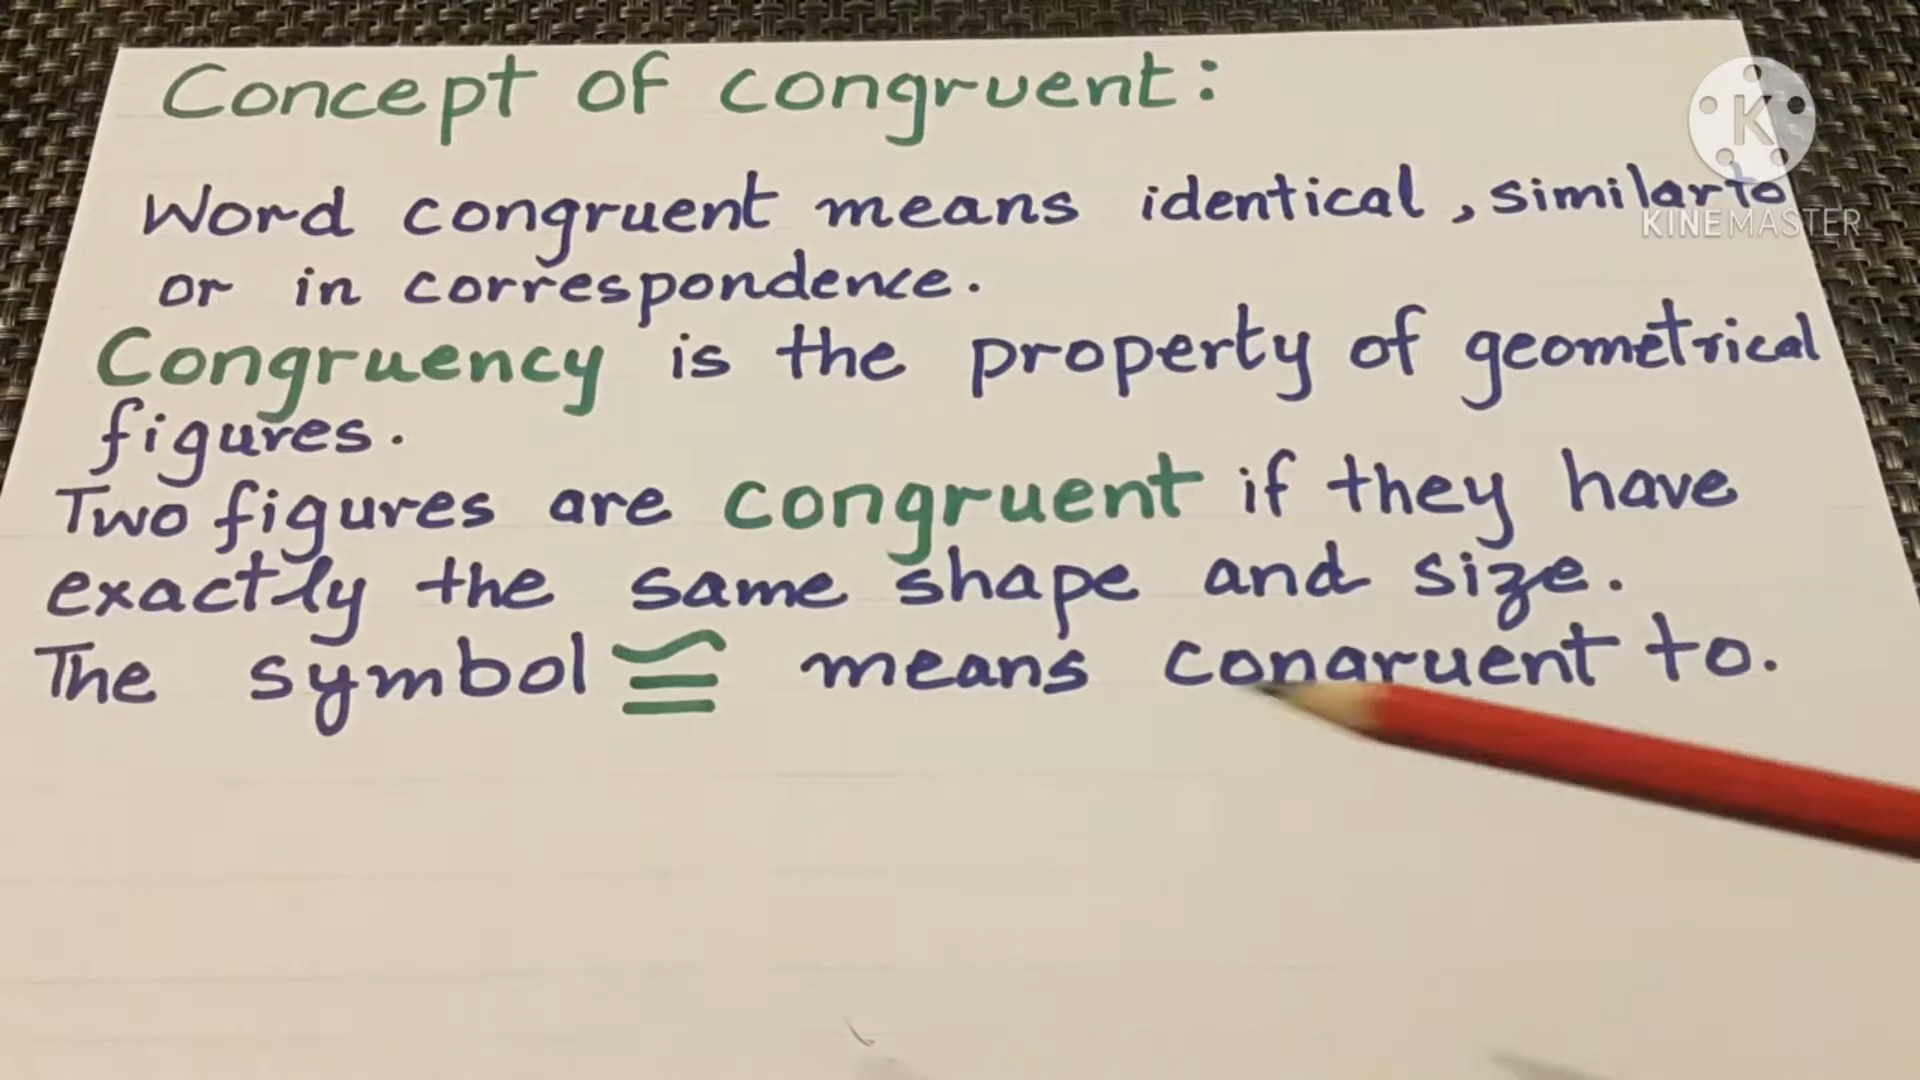 Concept of congruent:
Word congruent means identical, similar to
or in correspondence.
Congruency is the property of geometrical
figures.
Two figures are congruent if they have
exactly the same shape and size.
The symbol ≅ means congruent to.
K
KINEMASTER